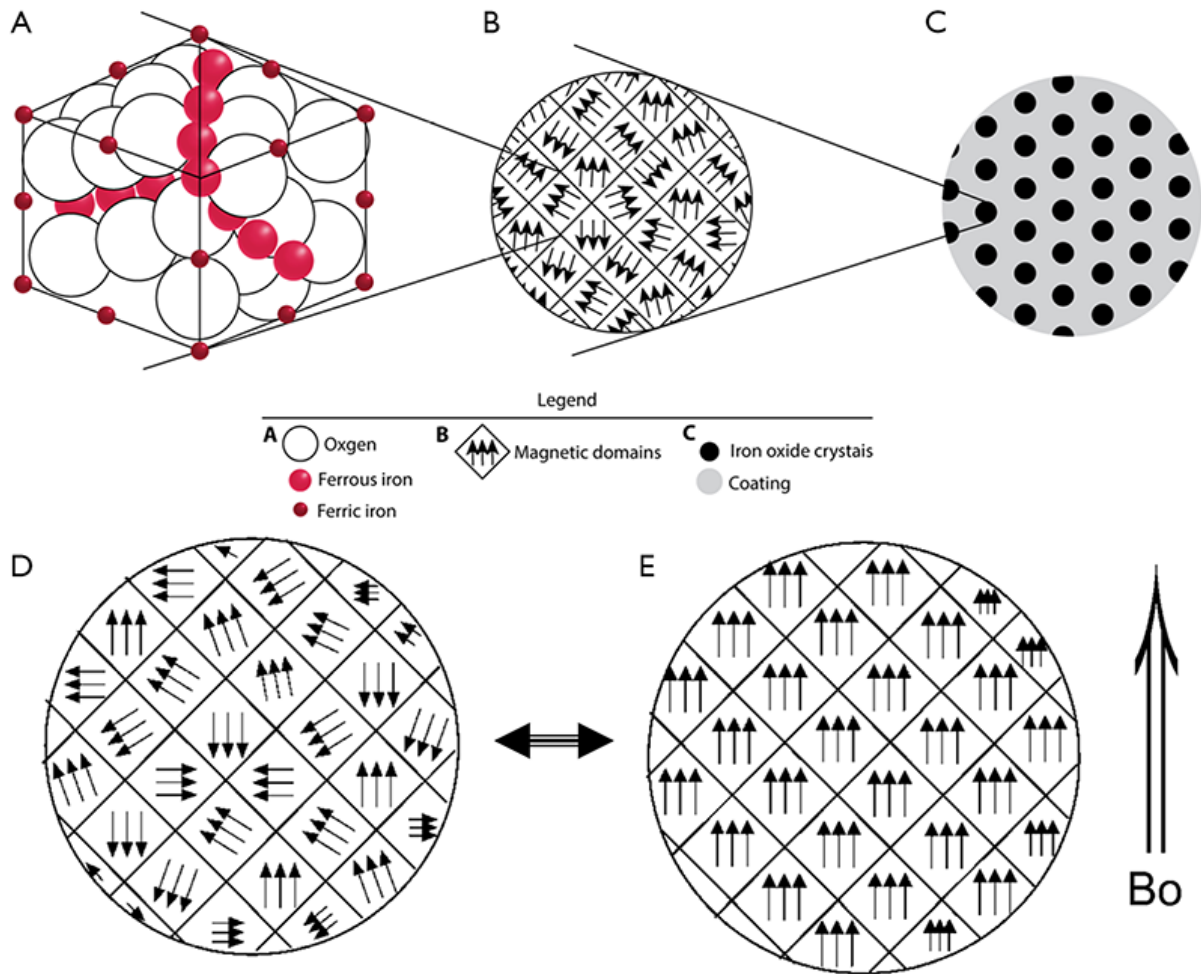 A
B
C
Legend
A Oxgen
Ferrous iron
Ferric iron
B Magnetic domains
C Iron oxide crystais
Coating
D
E
Bo